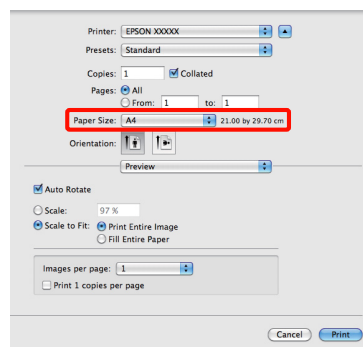 Printer: EPSON XXXXX
Presets: Standard
Copies: 1 Collated
Pages: All
From: 1 to: 1
Paper Size: A4 21.00 by 29.70 cm
Orientation:
Preview
Auto Rotate
Scale: 97 %
Scale to Fit: Print Entire Image
Fill Entire Paper
Images per page: 1
Print 1 copies per page
Cancel Print